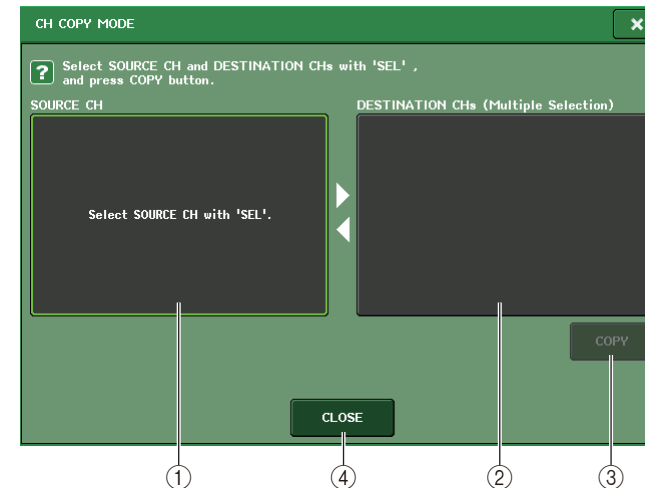 CH COPY MODE
×
? Select SOURCE CH and DESTINATION CHs with 'SEL' ,
and press COPY button.
SOURCE CH
DESTINATION CHs (Multiple Selection)
Select SOURCE CH with 'SEL'.
COPY
CLOSE
① ④ ② ③